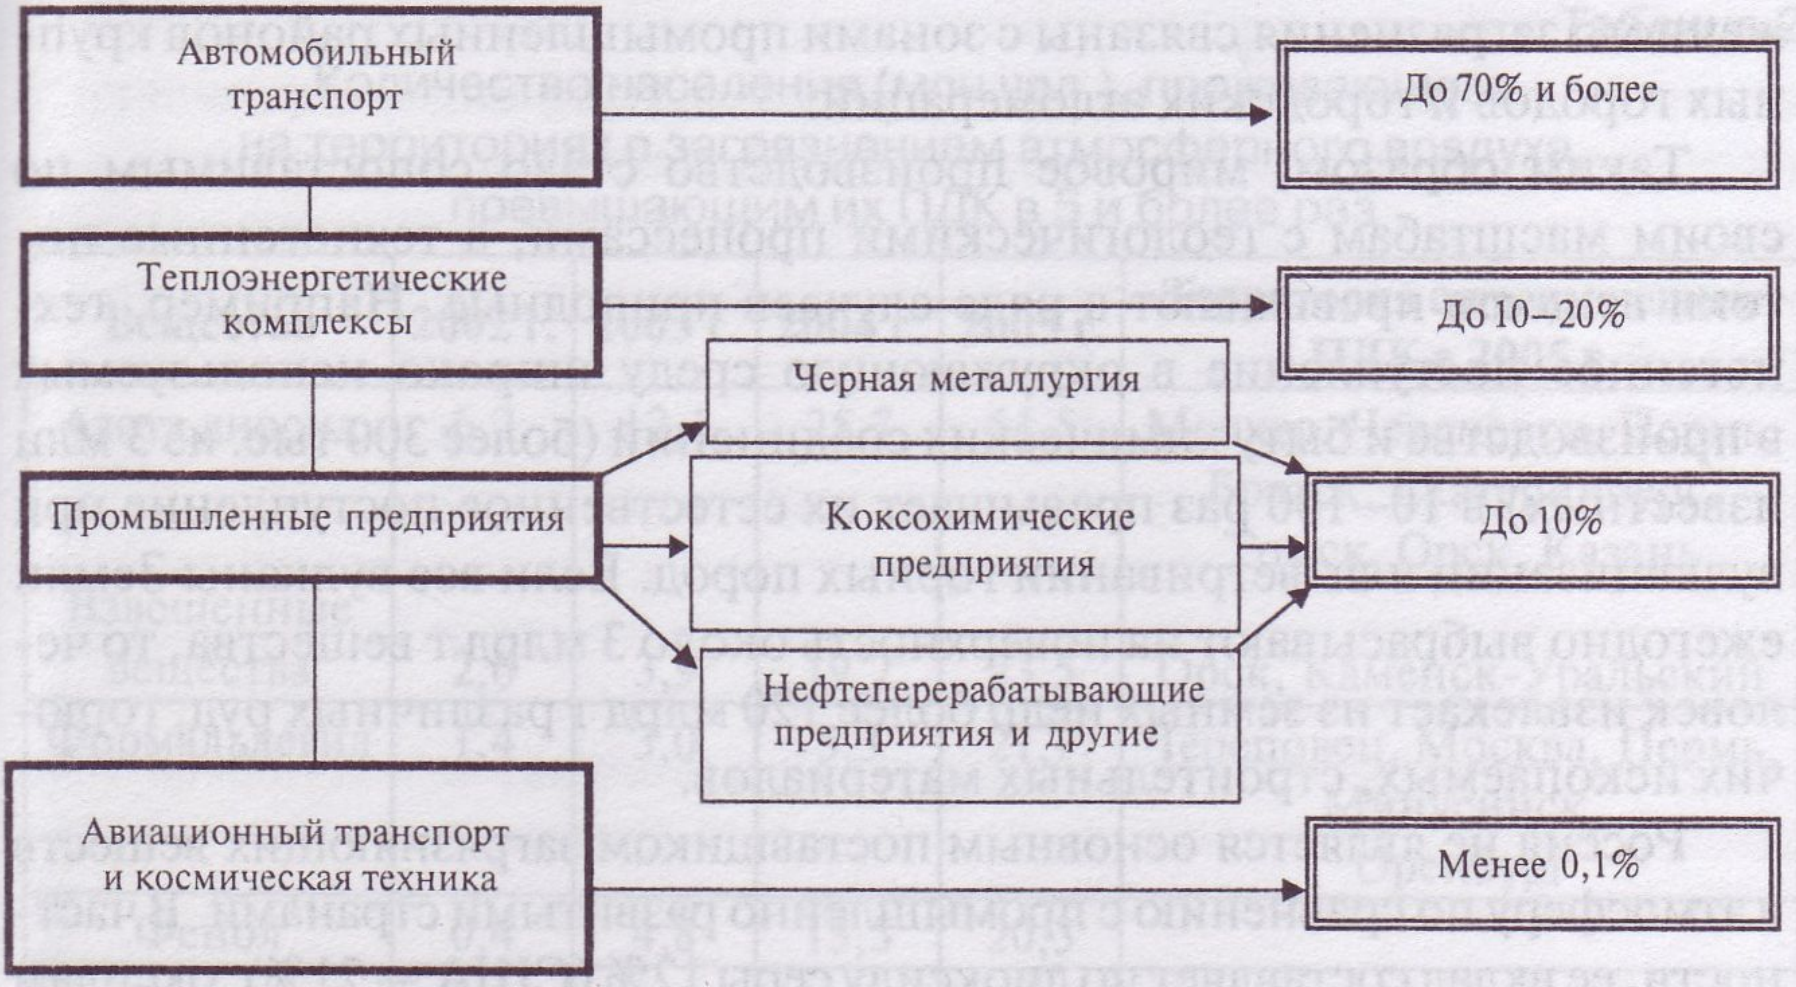 Автомобильный
транспорт
До 70% и более
Теплоэнергетические
комплексы
До 10–20%
Черная металлургия
Промышленные предприятия
Коксохимические
предприятия
До 10%
Нефтеперерабатывающие
предприятия и другие
Авиационный транспорт
и космическая техника
Менее 0,1%